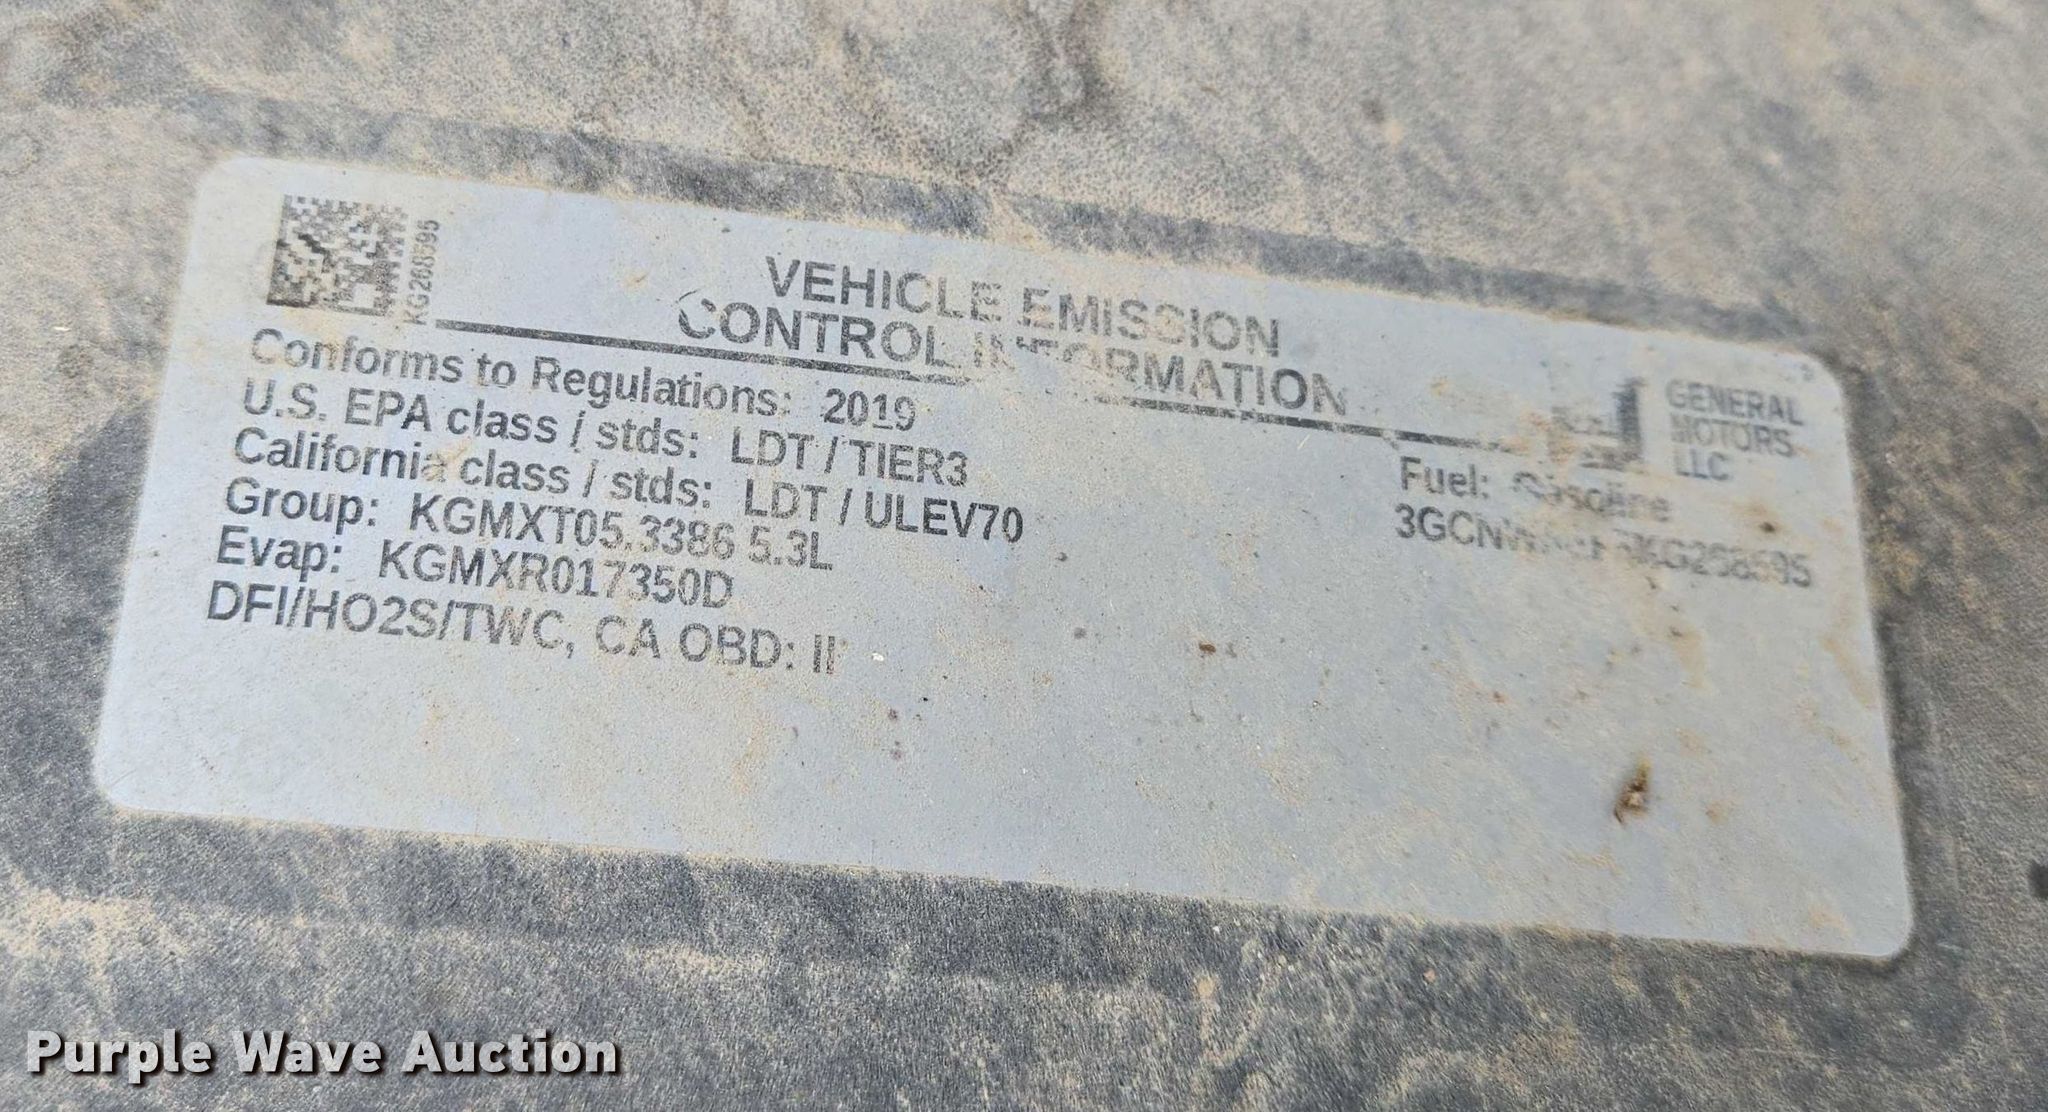 KG268595
VEHICLE EMISSION
CONTROL INFORMATION
GENERAL
MOTORS
LLC
Conforms to Regulations: 2019
U.S. EPA class / stds: LDT / TIER3
California class / stds: LDT / ULEV70
Group: KGMXT05.3386 5.3L
Evap: KGMXR017350D
DFI/HO2S/TWC, CA OBD: II
Fuel: Gasoline
Purple Wave Auction